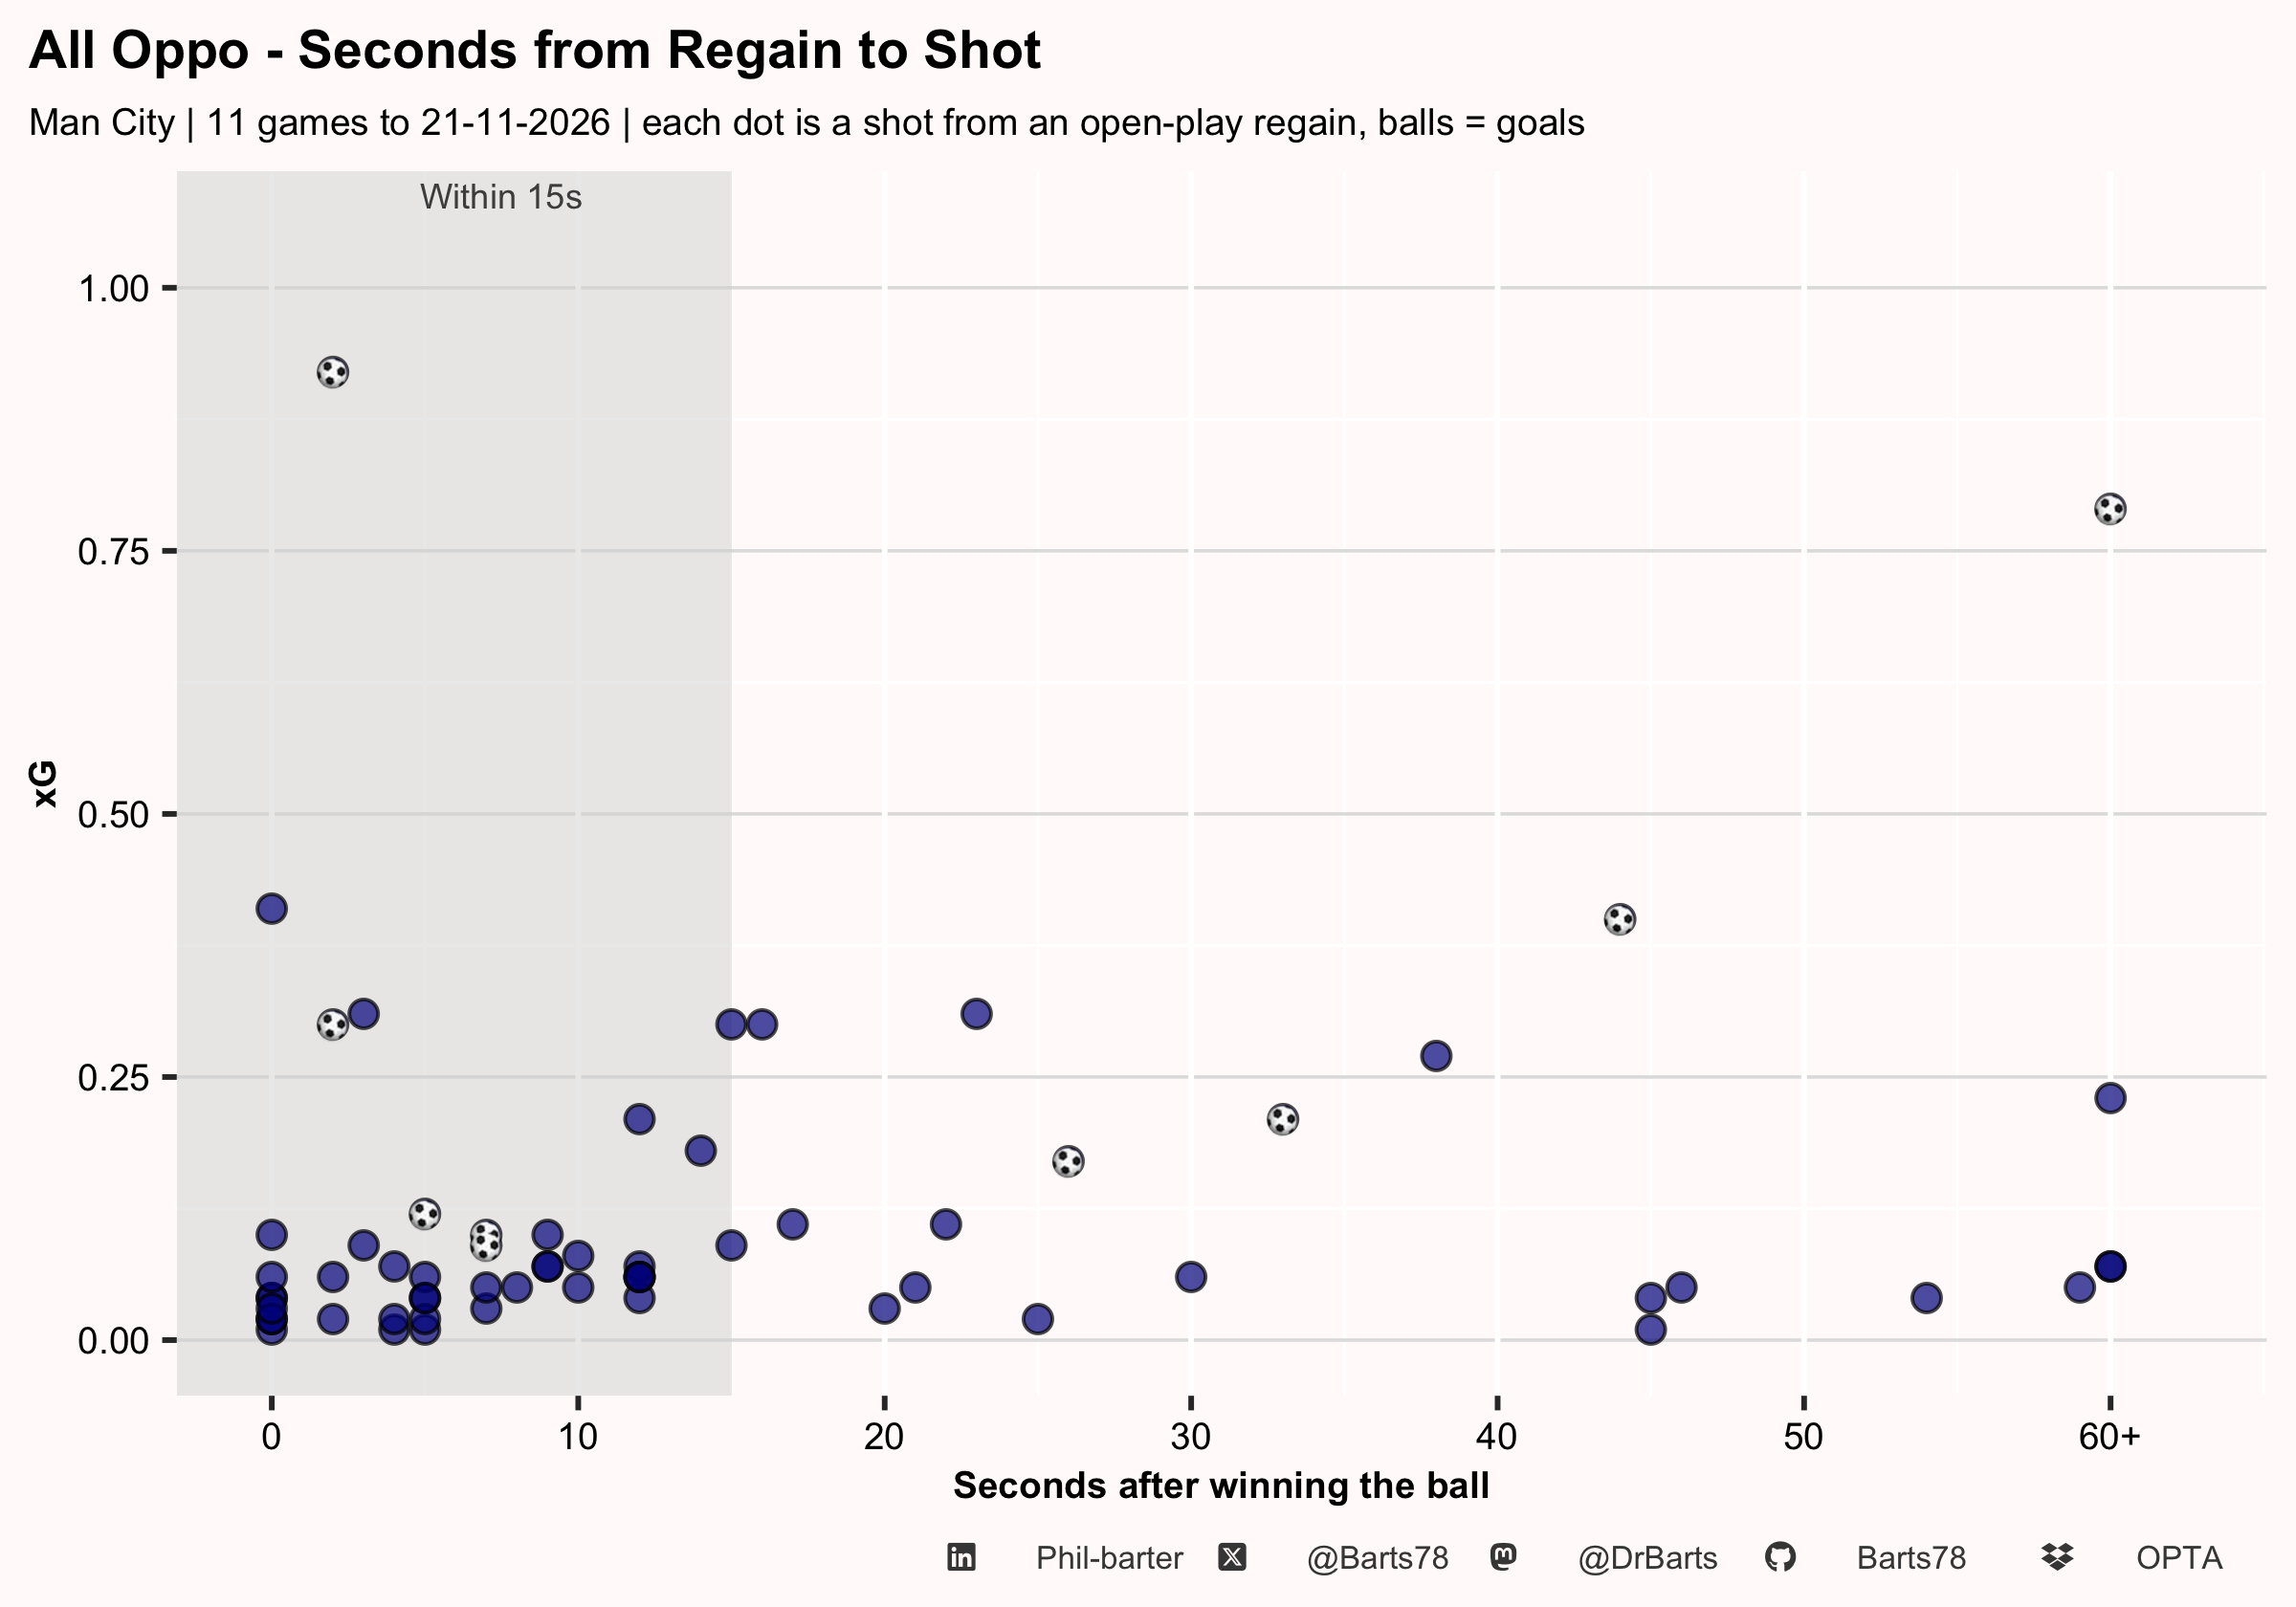 All Oppo - Seconds from Regain to Shot
Man City | 11 games to 21-11-2026 | each dot is a shot from an open-play regain, balls = goals
Within 15s
1.00
0.75
0.50
0.25
0.00
xG
0 10 20 30 40 50 60+
Seconds after winning the ball
Phil-barter @Barts78 @DrBarts Barts78 OPTA